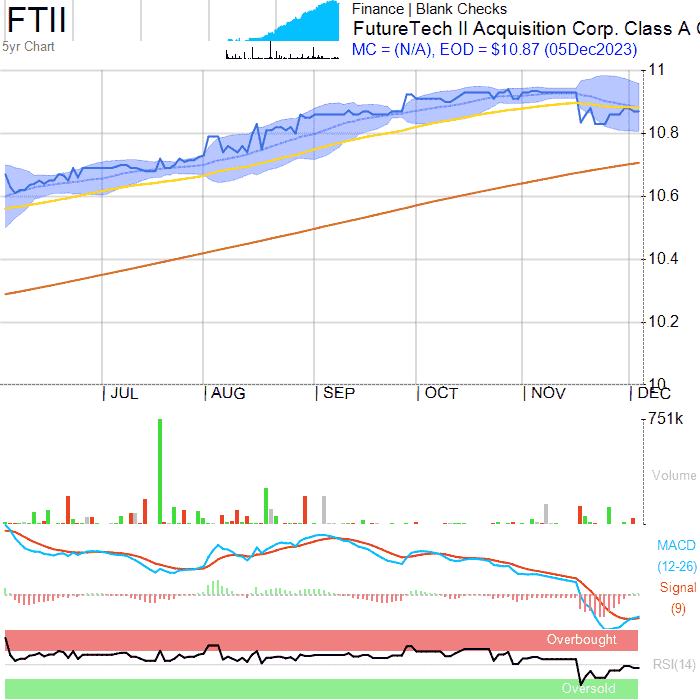 FTII
5yr Chart
Finance | Blank Checks
FutureTech II Acquisition Corp. Class A
MC = (N/A), EOD = $10.87 (05Dec2023)
11
10.8
10.6
10.4
10.2
10
JUL
AUG
SEP
OCT
NOV
DEC
751k
Volume
MACD
(12-26)
Signal
(9)
Overbought
RSI(14)
Oversold